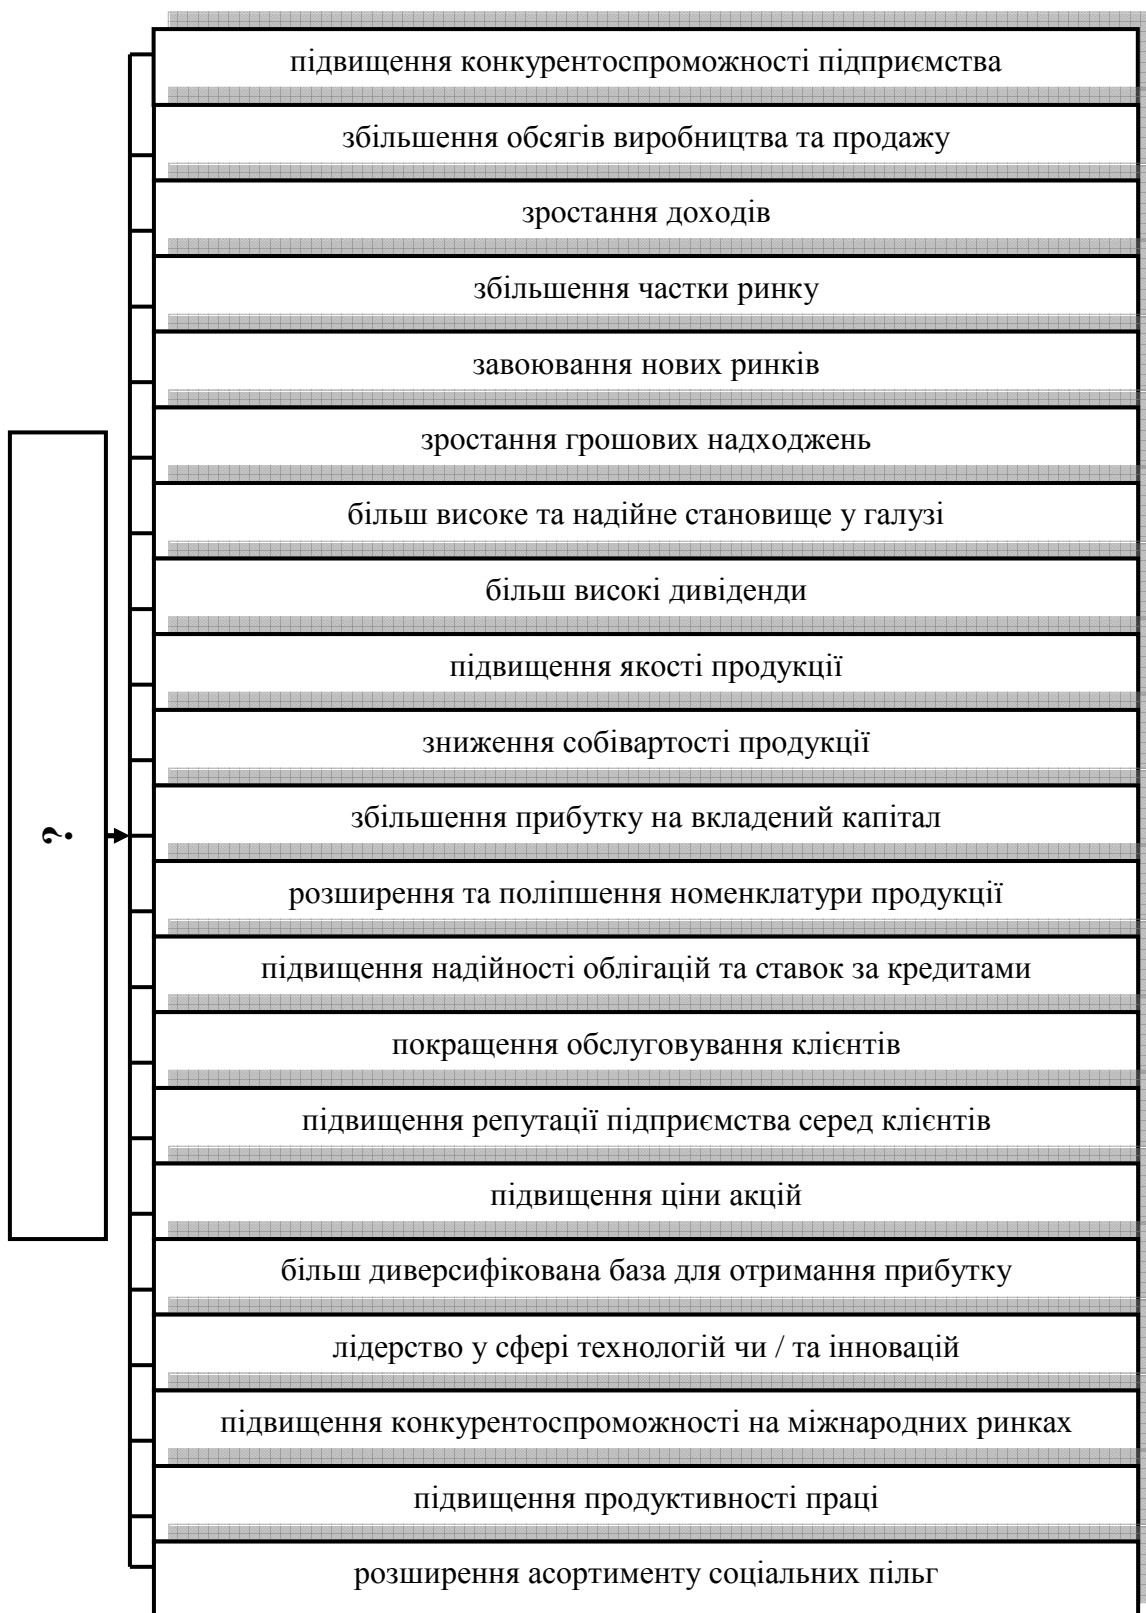 підвищення конкурентоспроможності підприємства
збільшення обсягів виробництва та продажу
зростання доходів
збільшення частки ринку
завоювання нових ринків
зростання грошових надходжень
більш високе та надійне становище у галузі
більш високі дивіденди
підвищення якості продукції
зниження собівартості продукції
?
збільшення прибутку на вкладений капітал
розширення та поліпшення номенклатури продукції
підвищення надійності облігацій та ставок за кредитами
покращення обслуговування клієнтів
підвищення репутації підприємства серед клієнтів
підвищення ціни акцій
більш диверсифікована база для отримання прибутку
лідерство у сфері технологій чи / та інновацій
підвищення конкурентоспроможності на міжнародних ринках
підвищення продуктивності праці
розширення асортименту соціальних пільг